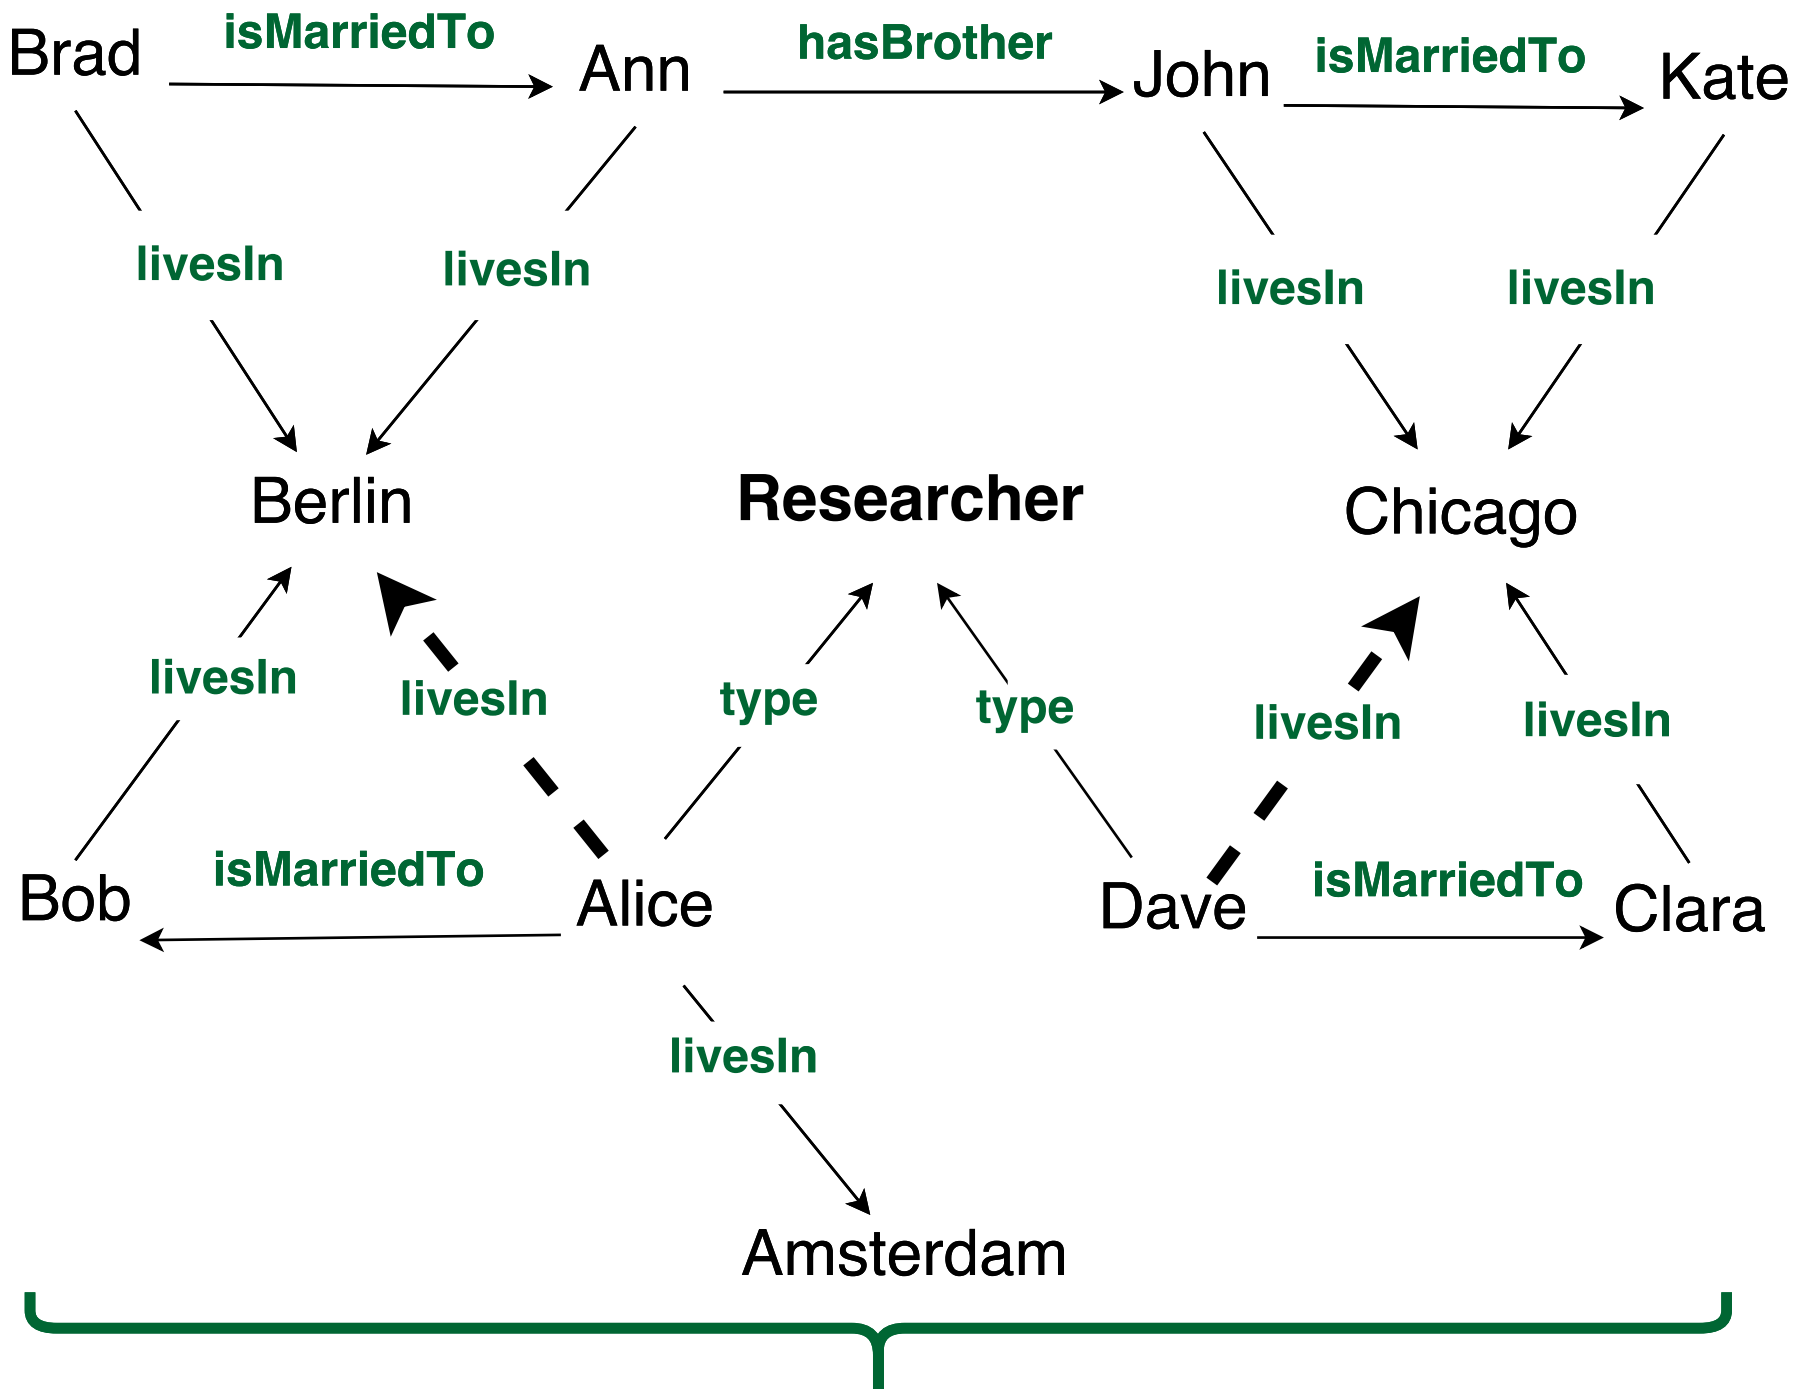 Brad isMarriedTo Ann hasBrother John isMarriedTo Kate
livesIn livesIn livesIn livesIn
Berlin Researcher Chicago
livesIn livesIn type type livesIn livesIn
Bob isMarriedTo Alice Dave isMarriedTo Clara
livesIn
Amsterdam